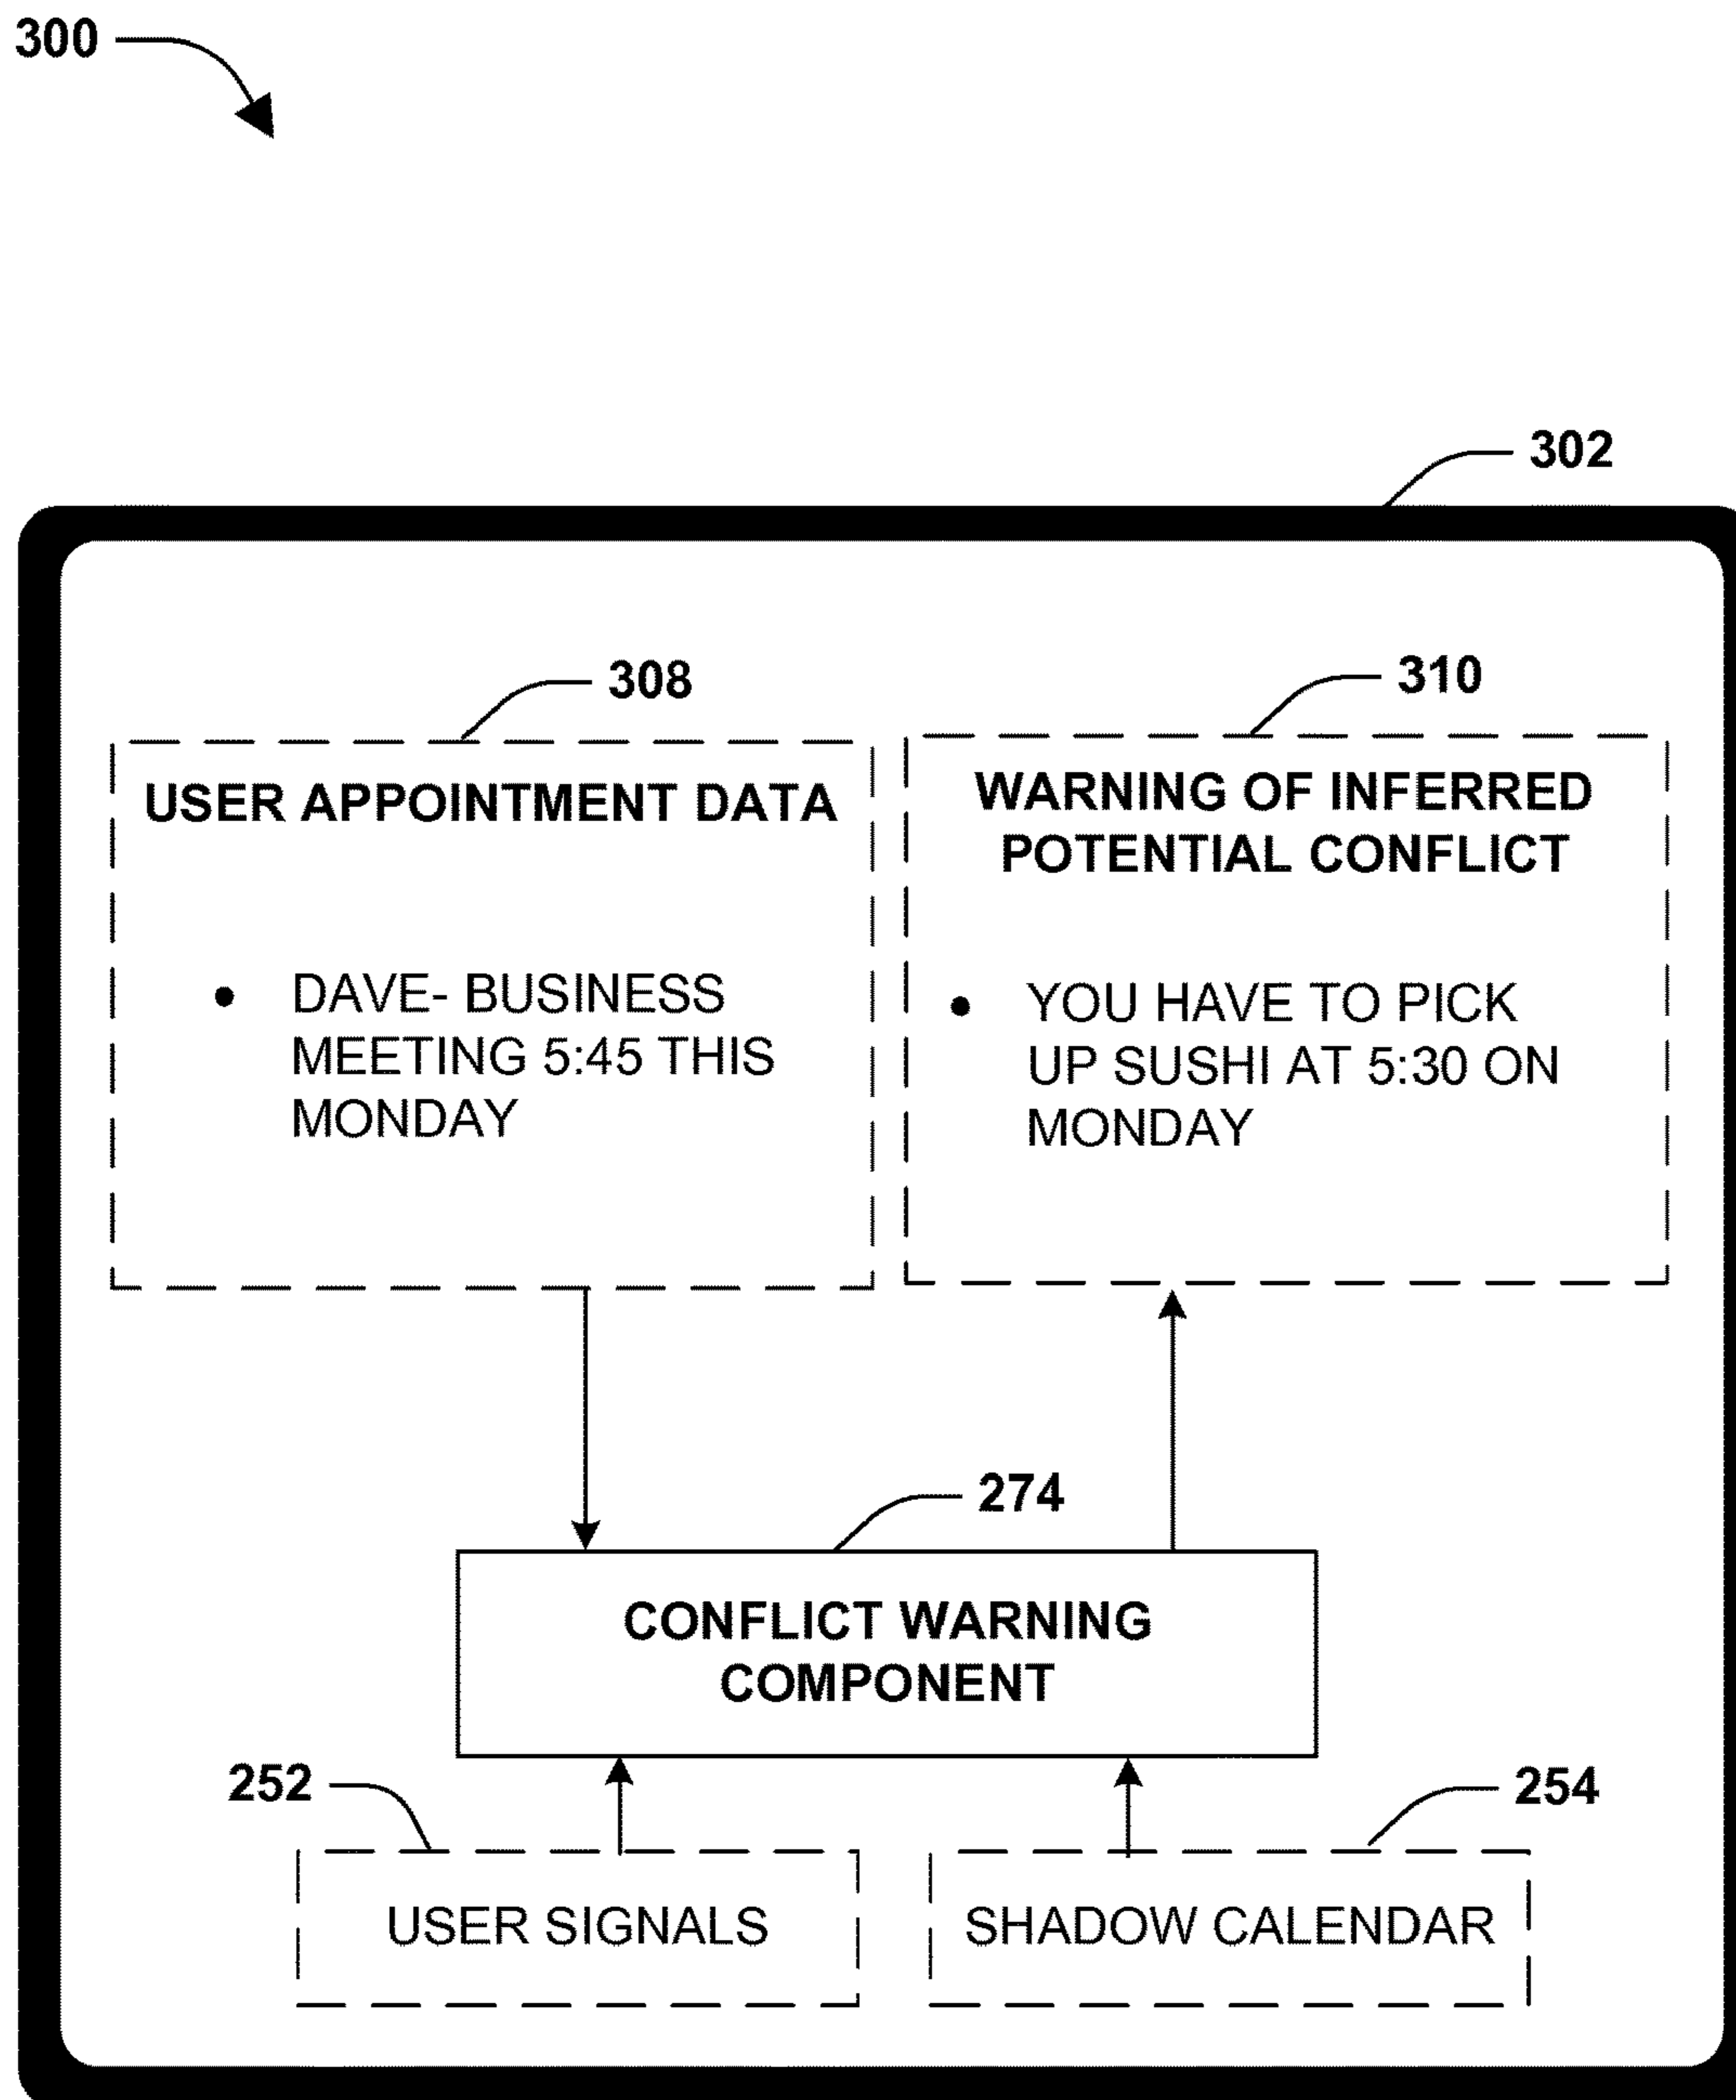 300
302
308
310
USER APPOINTMENT DATA
• DAVE- BUSINESS
MEETING 5:45 THIS
MONDAY
WARNING OF INFERRED
POTENTIAL CONFLICT
• YOU HAVE TO PICK
UP SUSHI AT 5:30 ON
MONDAY
274
CONFLICT WARNING
COMPONENT
252
254
USER SIGNALS
SHADOW CALENDAR